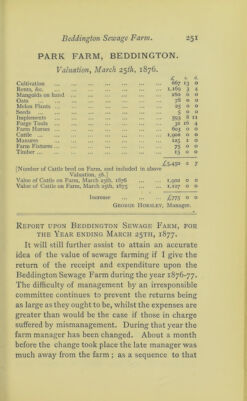 Beddington Sewage Farm. 251
PARK FARM, BEDDINGTON.
Valuation, March 25th, 1876.
£ s. d.
Cultivation ... 667 13 0
Rents, &c. ... 1,169 3 4
Mangolds on hand ... 180 0 0
Oats ... 78 0 0
Melon Plants ... 25 0 0
Seeds ... 5 0 0
Implements ... 593 8 11
Forge Tools ... 31 16 4
Farm Horses ... 603 0 0
Cattle ... 1,902 0 0
Manures ... 125 1 0
Farm Fixtures ... 75 0 0
Timber ... 15 0 0
£5,450 2 7
[Number of Cattle bred on Farm, and included in above
Valuation, 56.]
Value of Cattle on Farm, March 25th, 1876 1,902 0 0
Value of Cattle on Farm, March 25th, 1875 1,127 0 0
Increase ... £775 0 0
George Horsley, Manager.
Report upon Beddington Sewage Farm, for
the Year ending March 25th, 1877.
It will still further assist to attain an accurate
idea of the value of sewage farming if I give the
return of the receipt and expenditure upon the
Beddington Sewage Farm during the year 1876-77.
The difficulty of management by an irresponsible
committee continues to prevent the returns being
as large as they ought to be, whilst the expenses are
greater than would be the case if those in charge
suffered by mismanagement. During that year the
farm manager has been changed. About a month
before the change took place the late manager was
much away from the farm; as a sequence to that